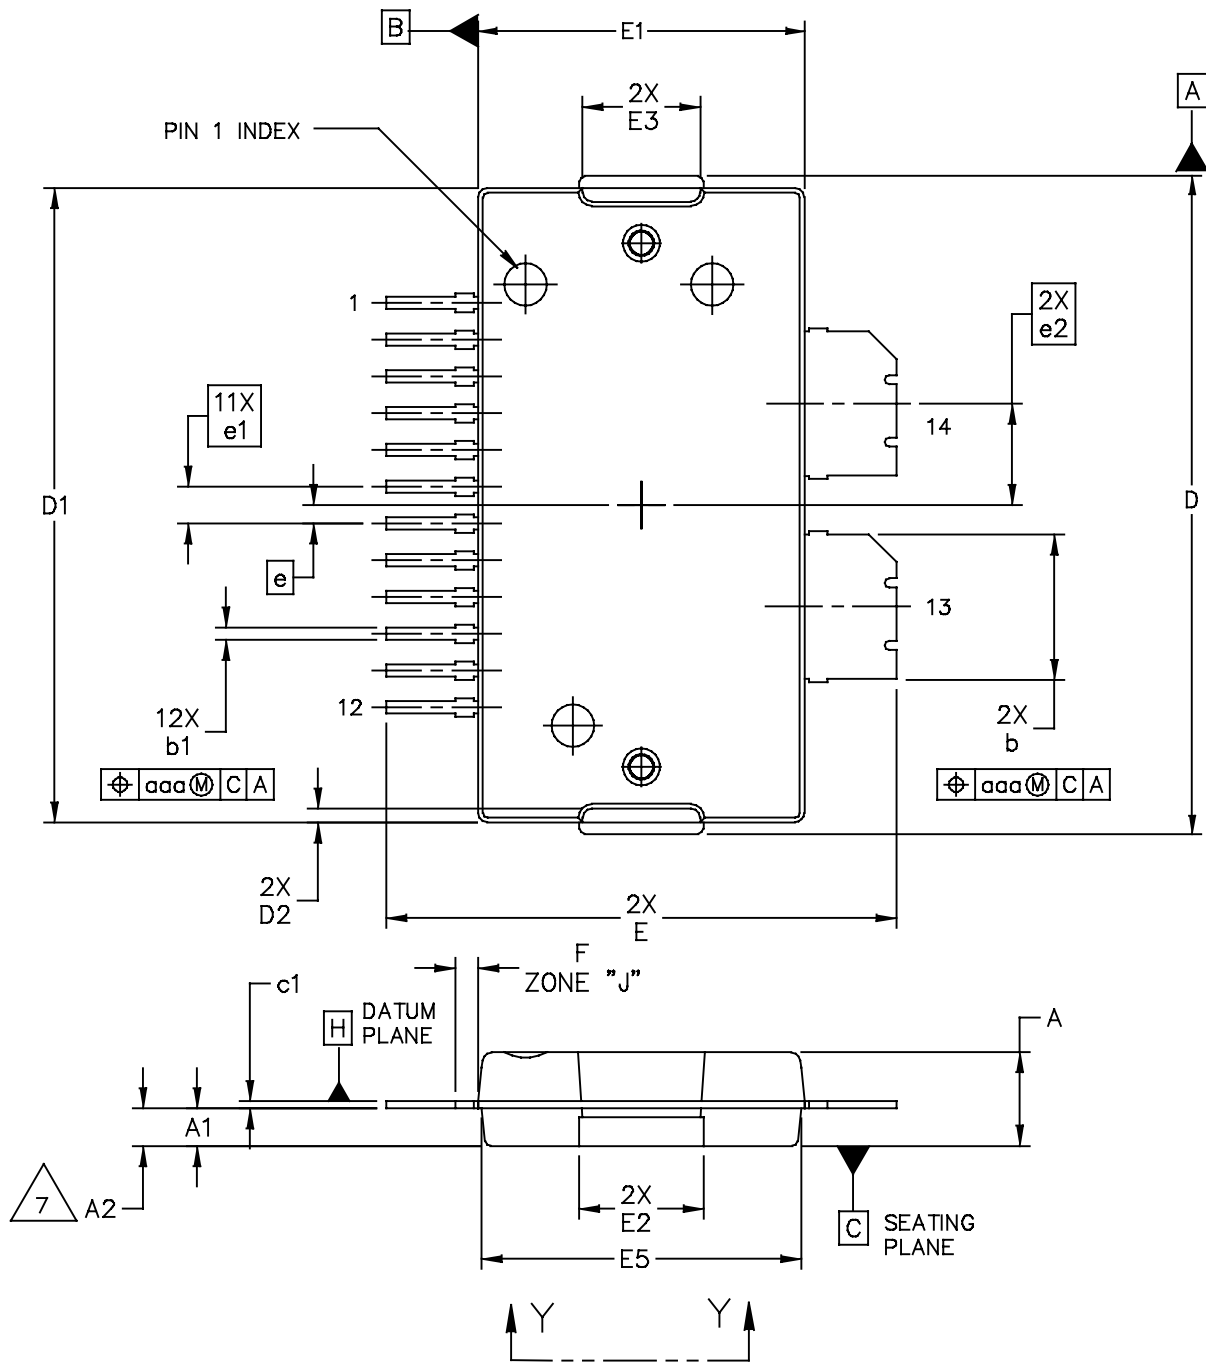 B
E1
2X
E3
A
PIN 1 INDEX
1
2X
e2
11X
e1
14
D1
D
e
13
12X
b1
12
2X
b
⌖ aaa Ⓜ C A
⌖ aaa Ⓜ C A
2X
D2
2X
E
F
ZONE "J"
c1
H
DATUM
PLANE
A
A1
7
A2
2X
E2
C
SEATING
PLANE
E5
Y
Y